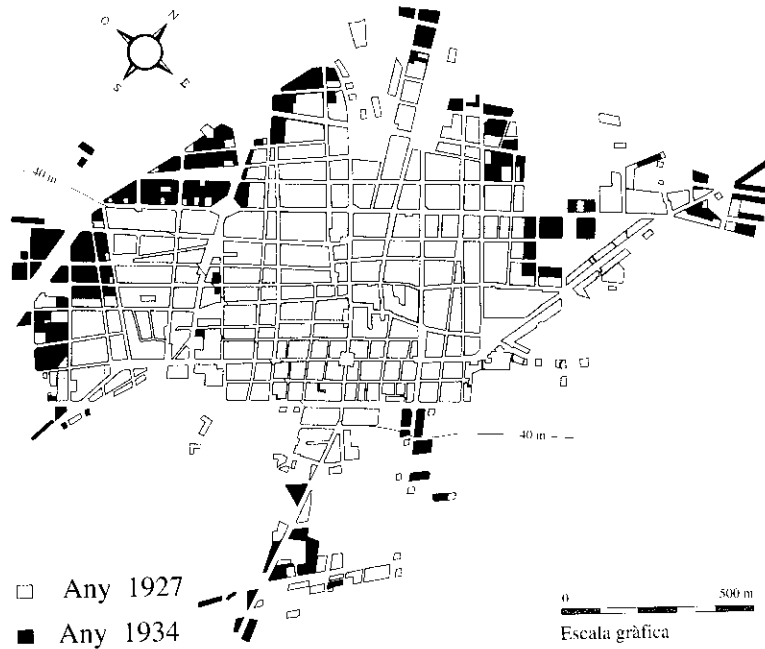 O N
S E
40 m
40 m
Any 1927
Any 1934
0 500 m
Escala gràfica